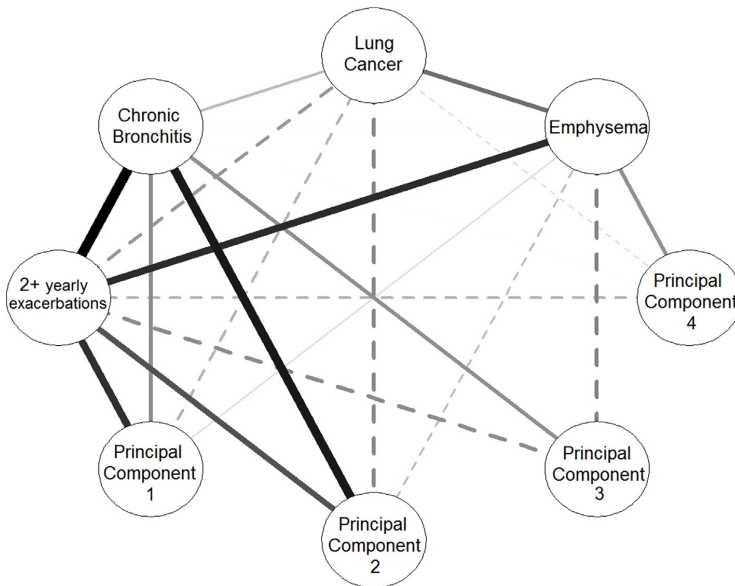 Lung
Cancer
Chronic
Bronchitis
Emphysema
2+ yearly
exacerbations
Principal
Component
4
Principal
Component
1
Principal
Component
3
Principal
Component
2